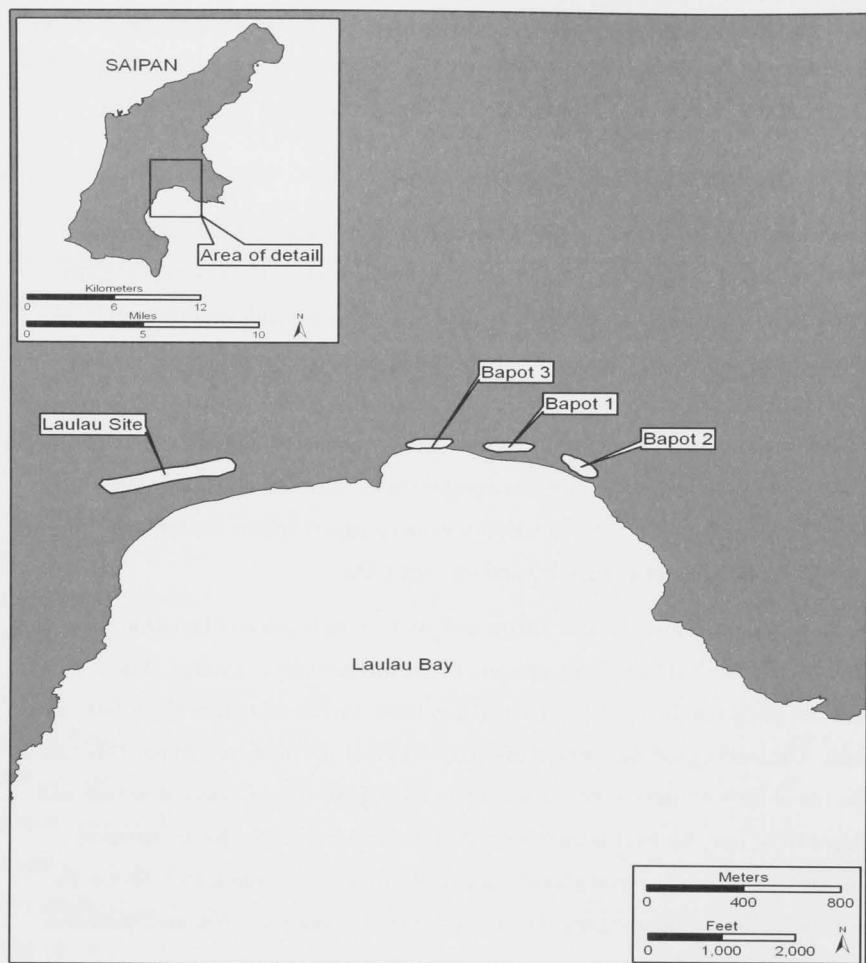 SAIPAN
Area of detail
Kilometers
0 6 12
Miles
0 5 10
N
Bapot 3
Bapot 1
Laulau Site
Bapot 2
Laulau Bay
Meters
0 400 800
Feet
0 1,000 2,000
N